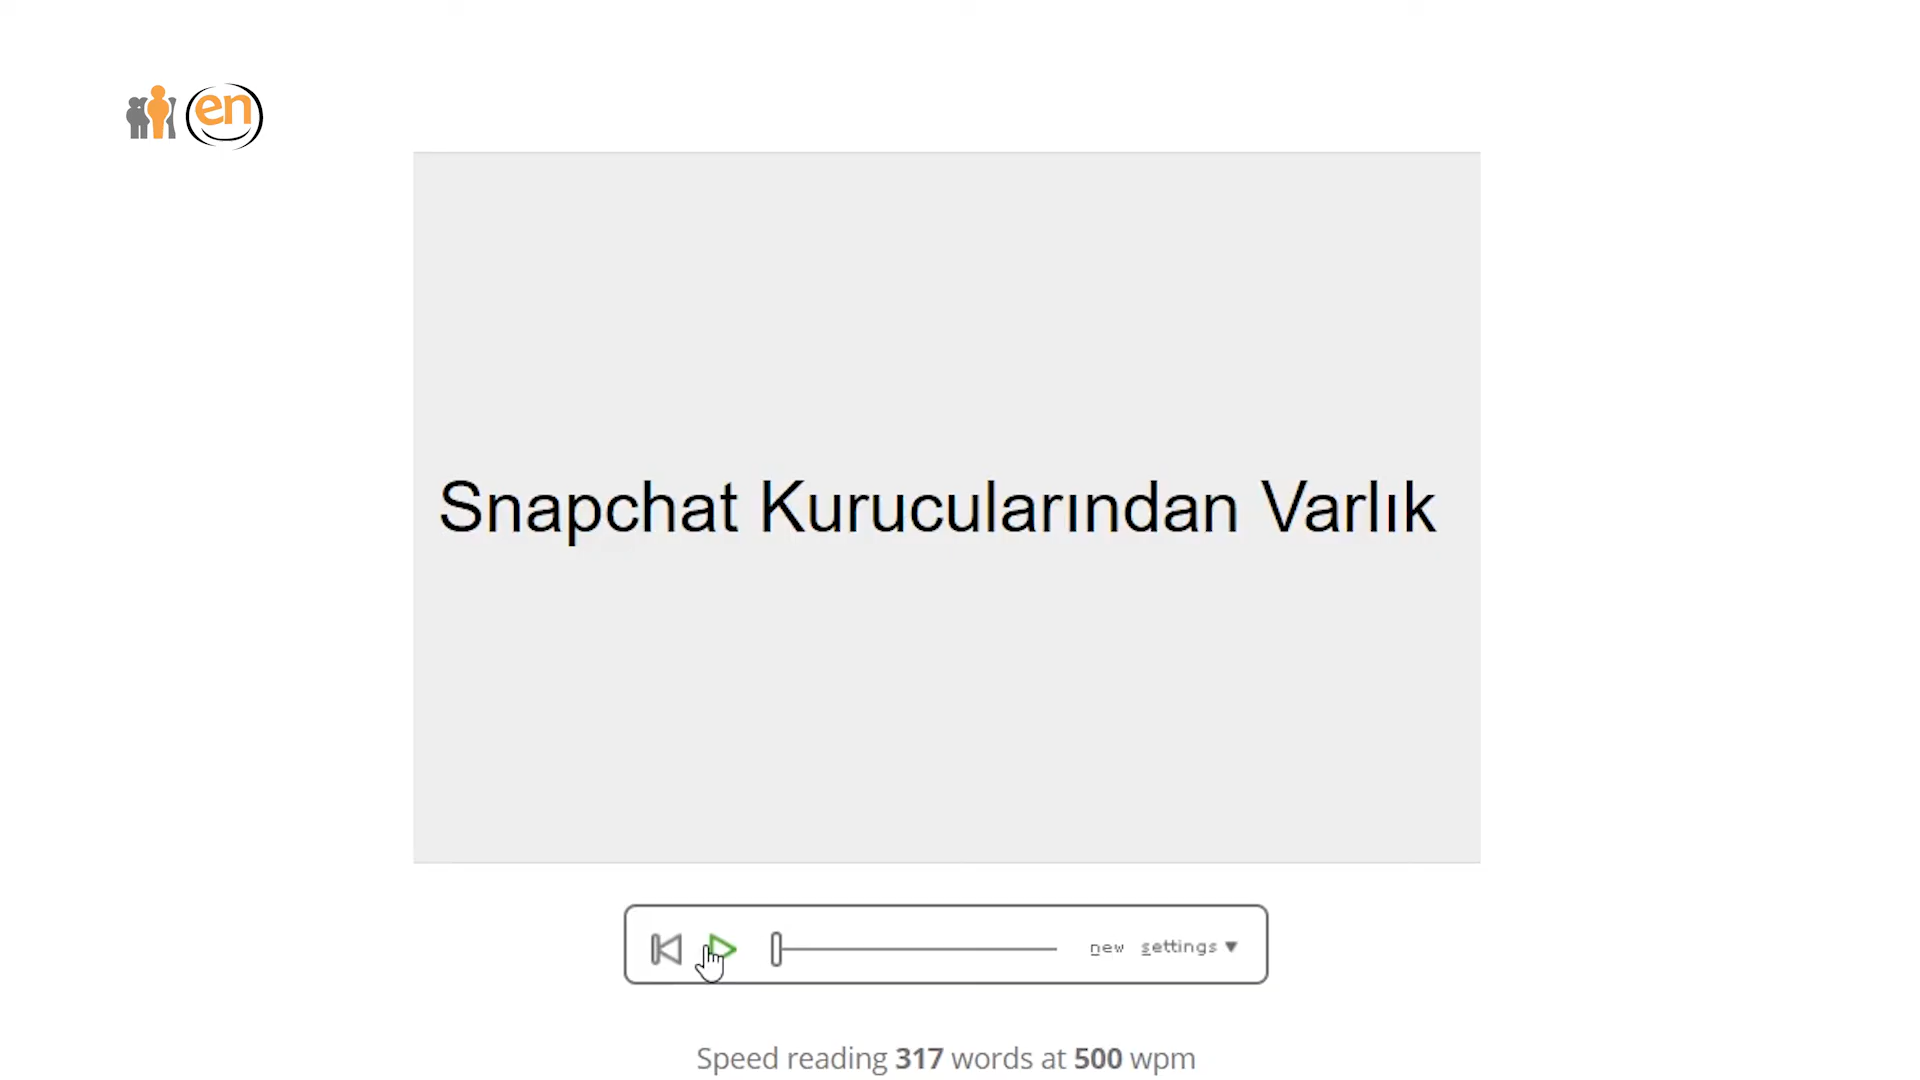 en
Snapchat Kurucularından Varlık
new settings ▼
Speed reading 317 words at 500 wpm